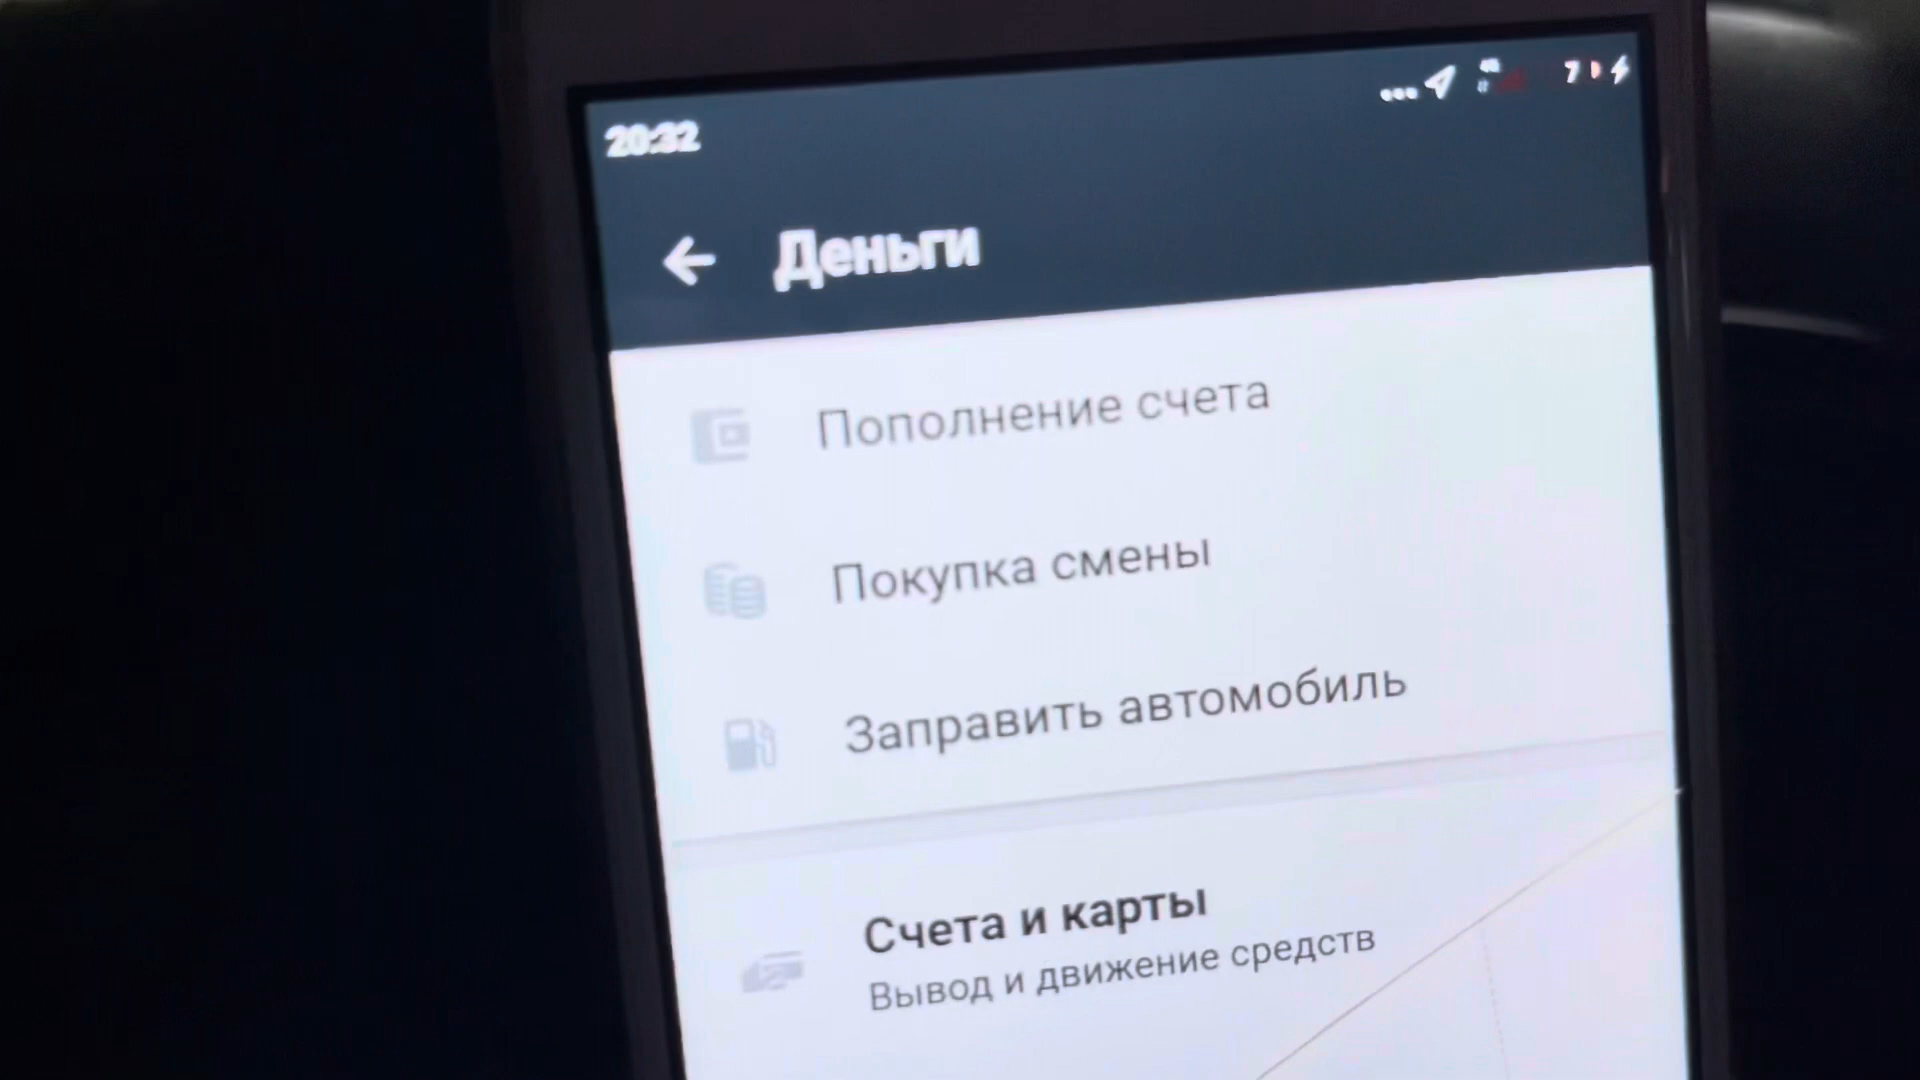 20:32
Деньги
Пополнение счета
Покупка смены
Заправить автомобиль
Счета и карты
Вывод и движение средств